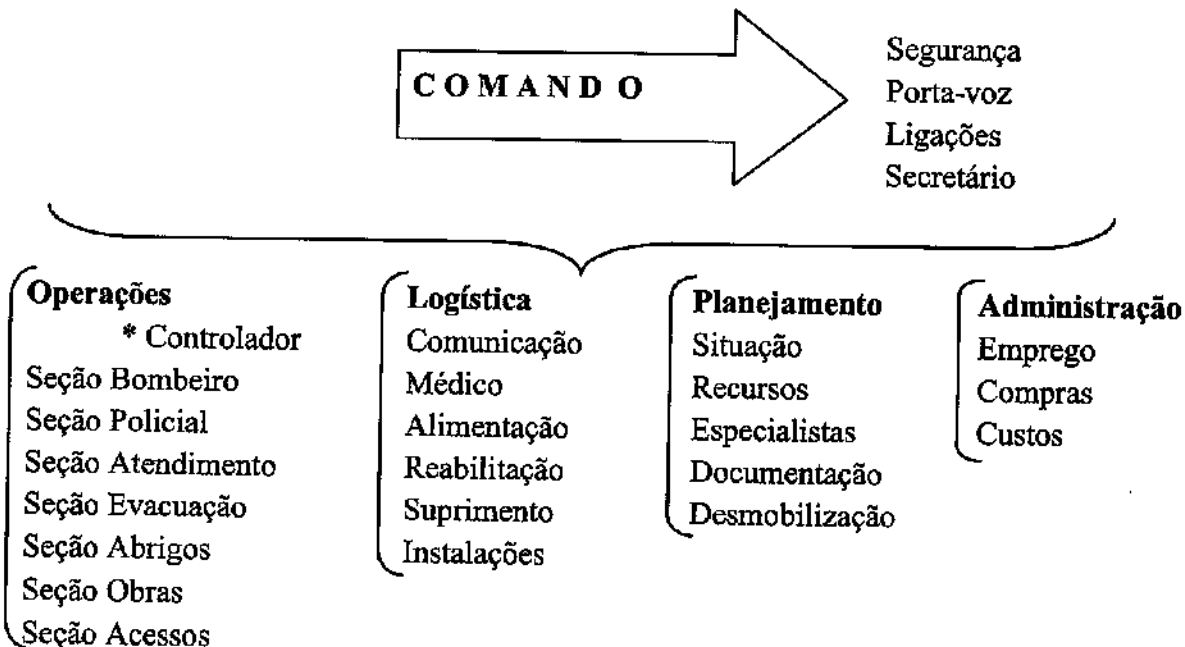 COMANDO
Segurança
Porta-voz
Ligações
Secretário
Operações
* Controlador
Seção Bombeiro
Seção Policial
Seção Atendimento
Seção Evacuação
Seção Abrigos
Seção Obras
Seção Acessos
Logística
Comunicação
Médico
Alimentação
Reabilitação
Suprimento
Instalações
Planejamento
Situação
Recursos
Especialistas
Documentação
Desmobilização
Administração
Emprego
Compras
Custos